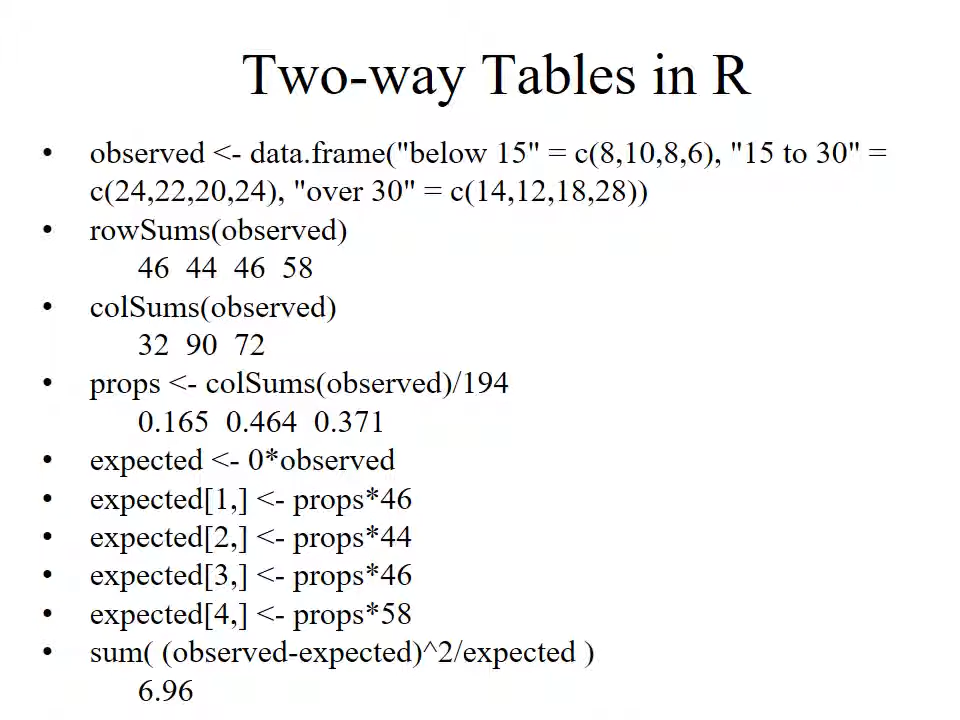 Two-way Tables in R
• observed <- data.frame("below 15" = c(8,10,8,6), "15 to 30" =
c(24,22,20,24), "over 30" = c(14,12,18,28))
• rowSums(observed)
46 44 46 58
• colSums(observed)
32 90 72
• props <- colSums(observed)/194
0.165 0.464 0.371
• expected <- 0*observed
• expected[1,] <- props*46
• expected[2,] <- props*44
• expected[3,] <- props*46
• expected[4,] <- props*58
• sum( (observed-expected)^2/expected )
6.96